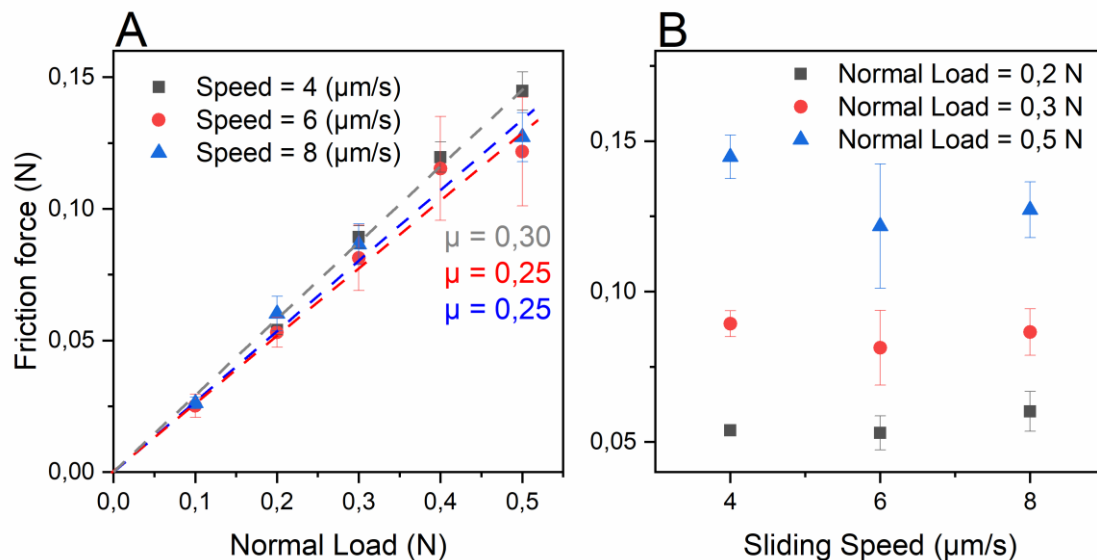 A
Speed = 4 (µm/s)
Speed = 6 (µm/s)
Speed = 8 (µm/s)
µ = 0,30
µ = 0,25
µ = 0,25
Friction force (N)
0,15
0,10
0,05
0,00
0,0 0,1 0,2 0,3 0,4 0,5
Normal Load (N)
B
Normal Load = 0,2 N
Normal Load = 0,3 N
Normal Load = 0,5 N
0,15
0,10
0,05
4 6 8
Sliding Speed (µm/s)